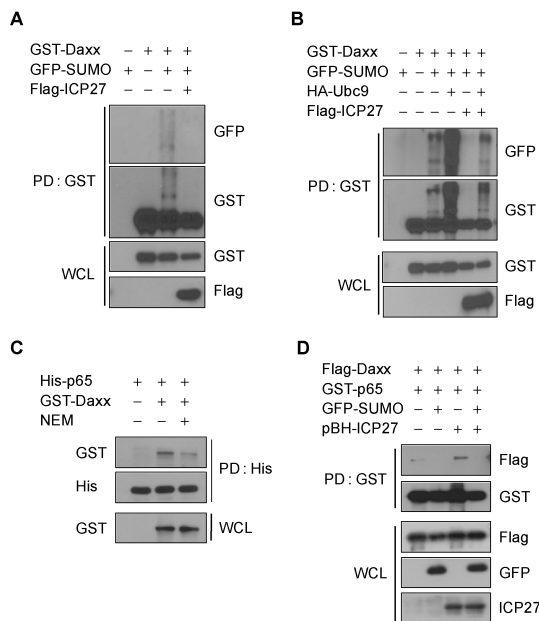 A
GST-Daxx − + + +
GFP-SUMO + − + +
Flag-ICP27 − − − +
GFP
PD : GST
GST
GST
WCL
Flag
B
GST-Daxx − + + + + +
GFP-SUMO + − + + + +
HA-Ubc9 − − − + − +
Flag-ICP27 − − − − + +
GFP
PD : GST
GST
GST
WCL
Flag
C
His-p65 + + +
GST-Daxx − + +
NEM − − +
GST
PD : His
His
GST WCL
D
Flag-Daxx + + + +
GST-p65 + + + +
GFP-SUMO − + − +
pBH-ICP27 − − + +
Flag
PD : GST
GST
Flag
WCL GFP
ICP27